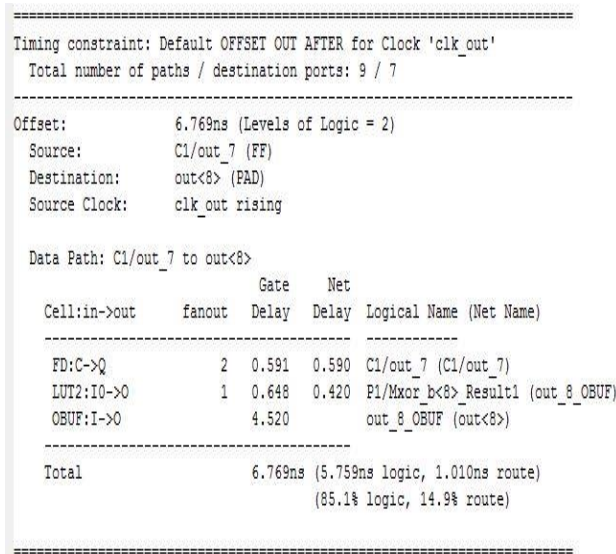 =========================================================================
Timing constraint: Default OFFSET OUT AFTER for Clock 'clk_out'
  Total number of paths / destination ports: 9 / 7
-------------------------------------------------------------------------
Offset:              6.769ns (Levels of Logic = 2)
  Source:            C1/out_7 (FF)
  Destination:       out<8> (PAD)
  Source Clock:      clk_out rising
  Data Path: C1/out_7 to out<8>
                                Gate     Net
    Cell:in->out      fanout   Delay   Delay  Logical Name (Net Name)
    ----------------------------------------  ------------
     FD:C->Q               2   0.591   0.590  C1/out_7 (C1/out_7)
     LUT2:I0->O            1   0.648   0.420  P1/Mxor_b<8>_Result1 (out_8_OBUF)
     OBUF:I->O                 4.520          out_8_OBUF (out<8>)
    ----------------------------------------
    Total                      6.769ns (5.759ns logic, 1.010ns route)
                                       (85.1% logic, 14.9% route)
=========================================================================